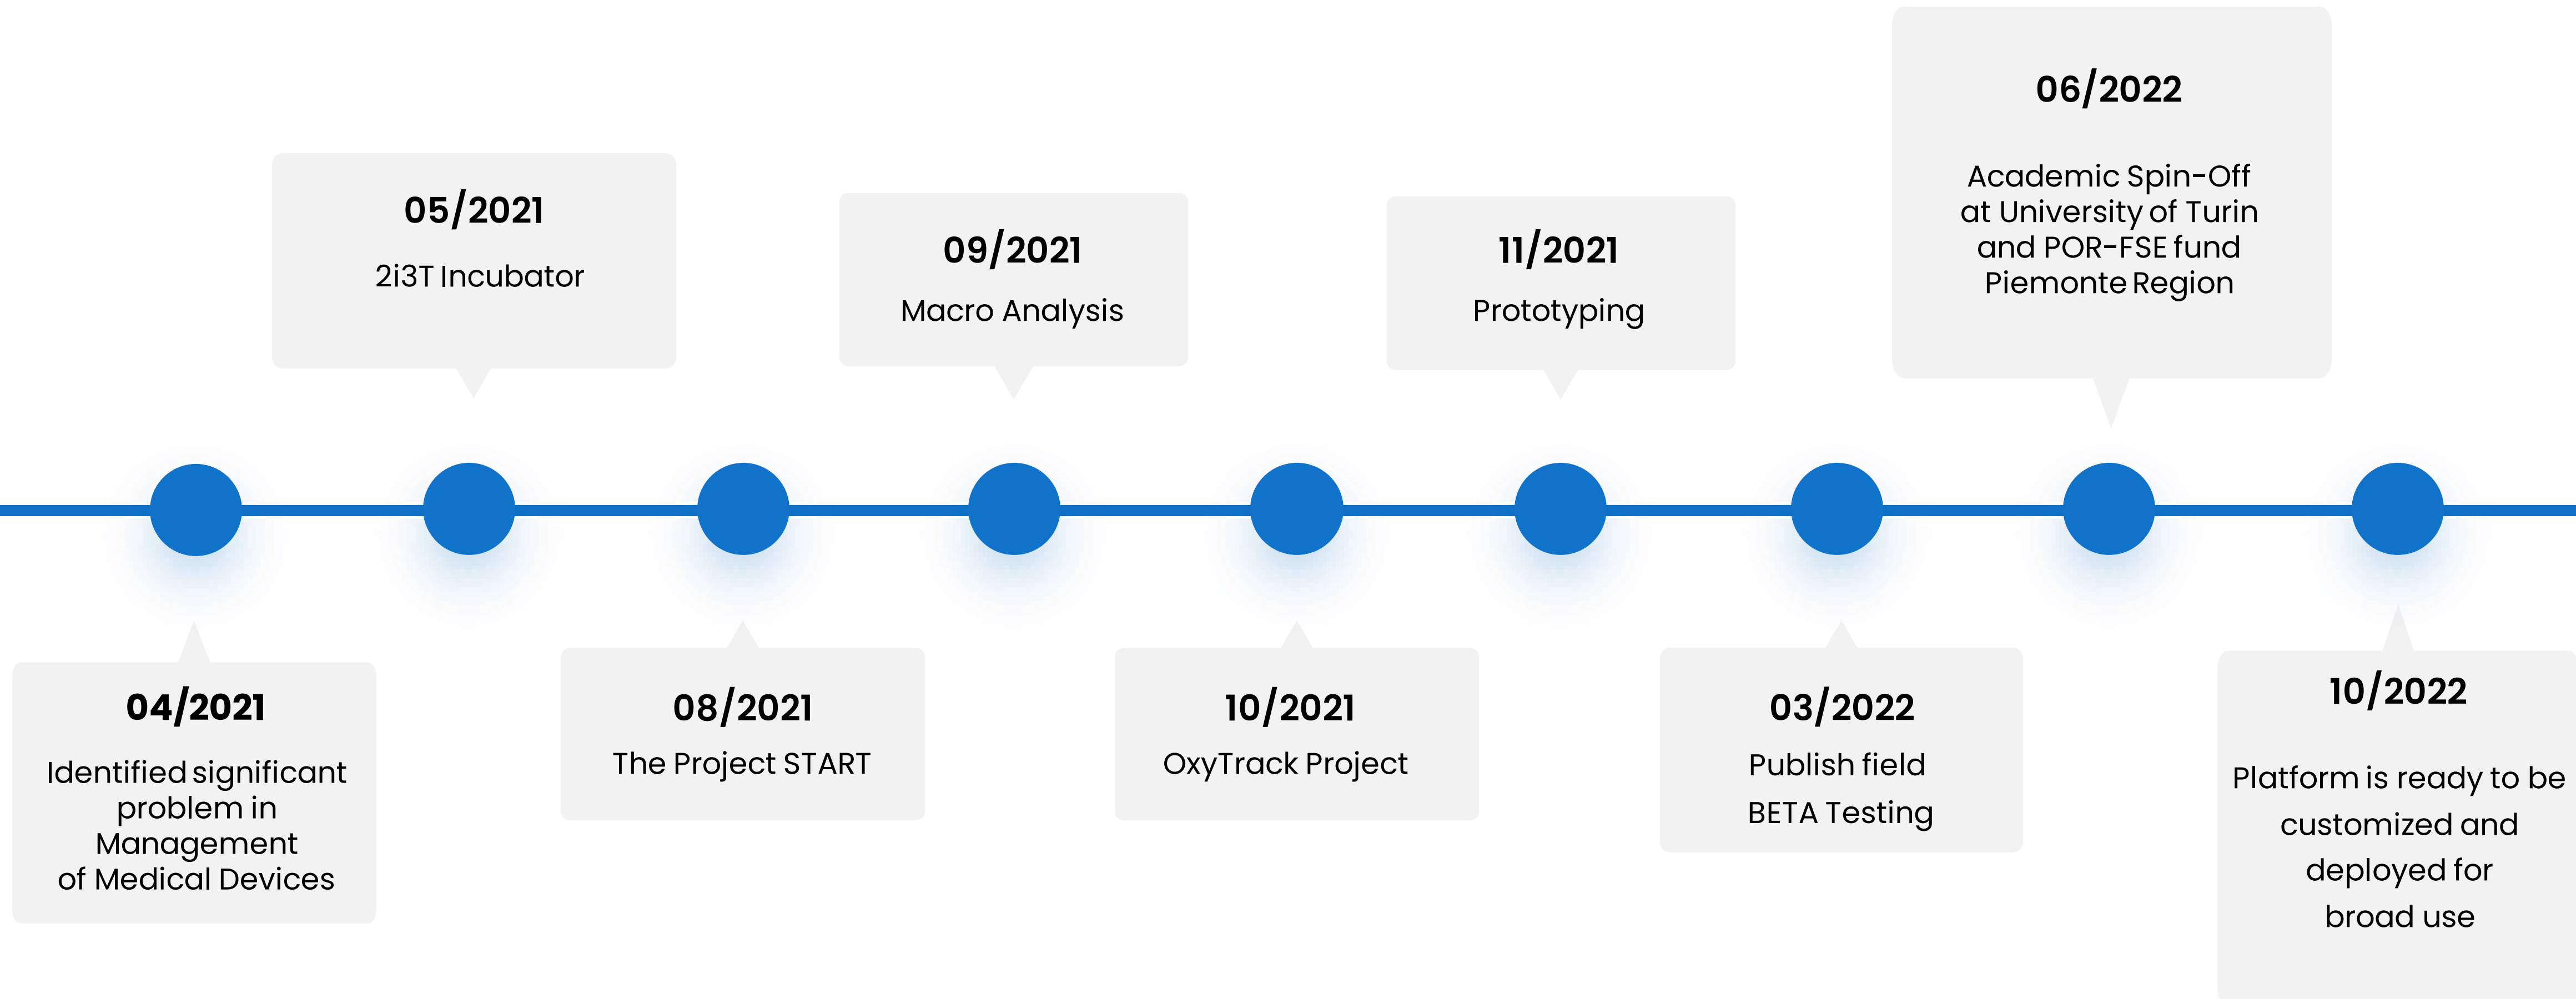 04/2021
Identified significant
problem in
Management
of Medical Devices
05/2021
2i3T Incubator
08/2021
The Project START
09/2021
Macro Analysis
10/2021
OxyTrack Project
11/2021
Prototyping
03/2022
Publish field
BETA Testing
06/2022
Academic Spin-Off
at University of Turin
and POR-FSE fund
Piemonte Region
10/2022
Platform is ready to be
customized and
deployed for
broad use